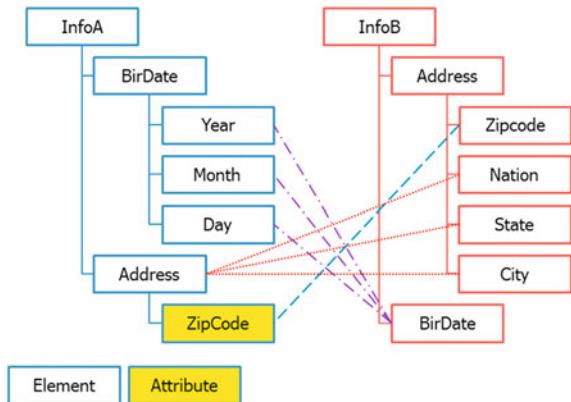 InfoA
InfoB
BirDate
Address
Year
Zipcode
Month
Nation
Day
State
Address
City
ZipCode
BirDate
Element
Attribute